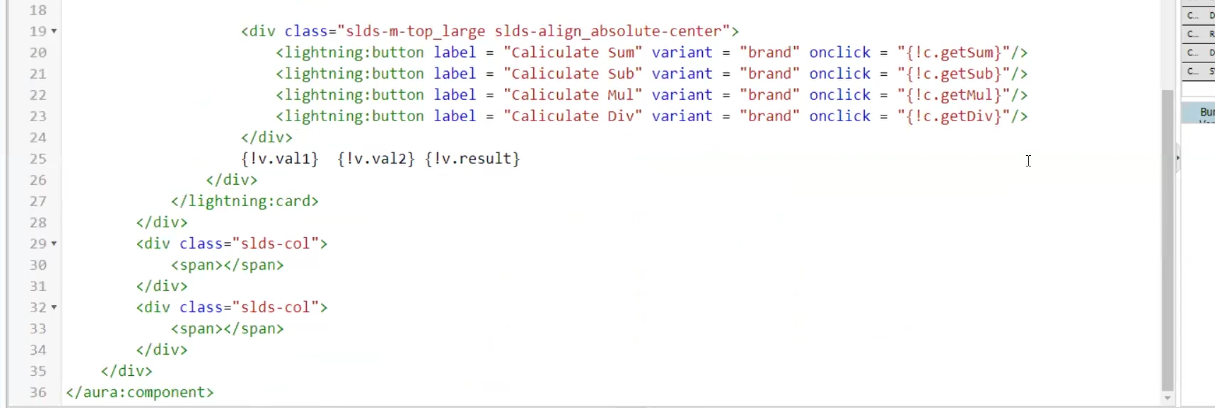 18
19 <div class="slds-m-top_large slds-align_absolute-center">
20 <lightning:button label = "Caliculate Sum" variant = "brand" onclick = "{!c.getSum}"/>
21 <lightning:button label = "Caliculate Sub" variant = "brand" onclick = "{!c.getSub}"/>
22 <lightning:button label = "Caliculate Mul" variant = "brand" onclick = "{!c.getMul}"/>
23 <lightning:button label = "Caliculate Div" variant = "brand" onclick = "{!c.getDiv}"/>
24 </div>
25 {!v.val1}  {!v.val2} {!v.result}
26 </div>
27 </lightning:card>
28 </div>
29 <div class="slds-col">
30 <span></span>
31 </div>
32 <div class="slds-col">
33 <span></span>
34 </div>
35 </div>
36 </aura:component>
C... D
C... R
C... D
C... S
Bu